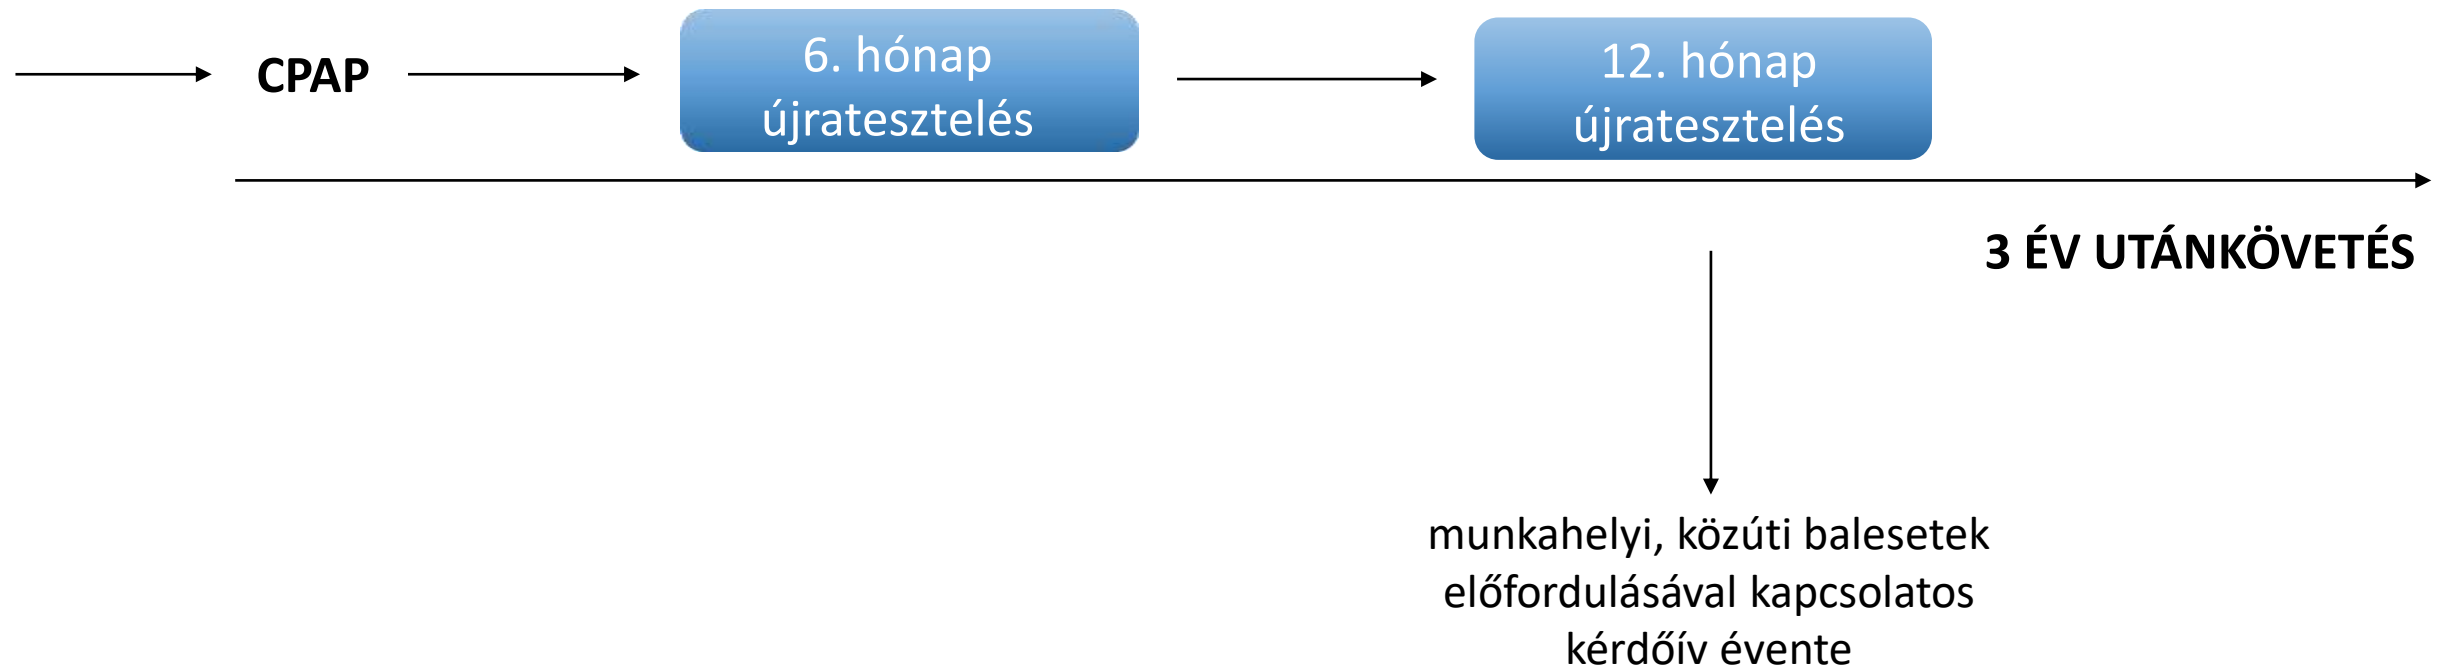 CPAP
6. hónap
újratesztelés
12. hónap
újratesztelés
3 ÉV UTÁNKÖVETÉS
munkahelyi, közúti balesetek
előfordulásával kapcsolatos
kérdőív évente